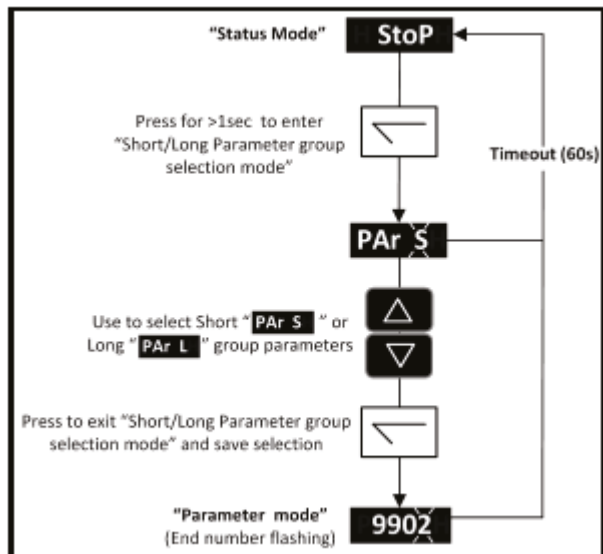 "Status Mode"
StoP
Press for >1sec to enter
"Short/Long Parameter group
selection mode"
Timeout (60s)
PAr S
Use to select Short "PAr S" or
Long "PAr L" group parameters
Press to exit "Short/Long Parameter group
selection mode" and save selection
"Parameter mode"
(End number flashing)
9902